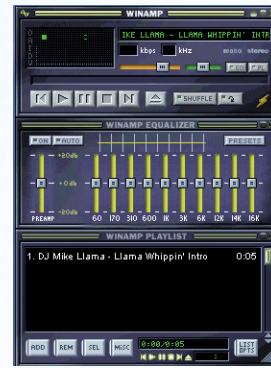 WINAMP
IKE LLAMA - LLAMA WHIPPIN' INTR
kbps kHz mono stereo
EQ PL
SHUFFLE
WINAMP EQUALIZER
ON AUTO PRESETS
+20db
+0db
-20db
PREAMP 60 170 310 600 1K 3K 6K 12K 14K 16K
WINAMP PLAYLIST
1. DJ Mike Llama - Llama Whippin' Intro 0:05
ADD REM SEL MISC 0:00/0:05 LIST OPTS